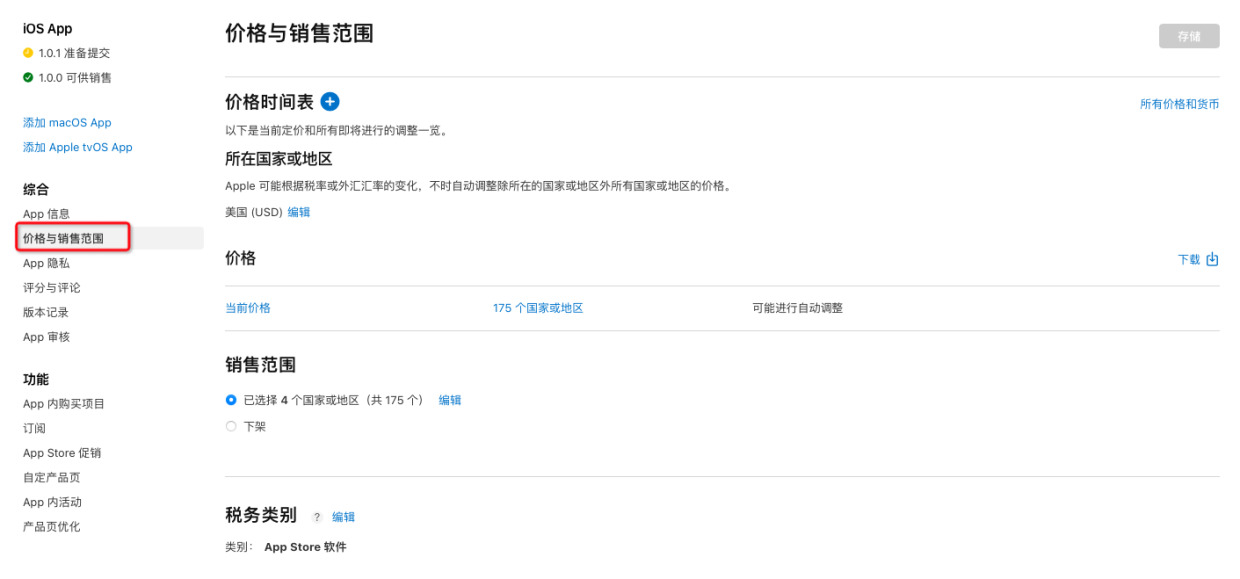 iOS App
1.0.1 准备提交
1.0.0 可供销售
添加 macOS App
添加 Apple tvOS App
综合
App 信息
价格与销售范围
App 隐私
评分与评论
版本记录
App 审核
功能
App 内购买项目
订阅
App Store 促销
自定产品页
App 内活动
产品页优化
价格与销售范围
存储
价格时间表
所有价格和货币
以下是当前定价和所有即将进行的调整一览。
所在国家或地区
Apple 可能根据税率或外汇汇率的变化，不时自动调整除所在的国家或地区外所有国家或地区的价格。
美国 (USD) 编辑
价格
下载
当前价格 175 个国家或地区 可能进行自动调整
销售范围
已选择 4 个国家或地区（共 175 个） 编辑
下架
税务类别 ? 编辑
类别： App Store 软件